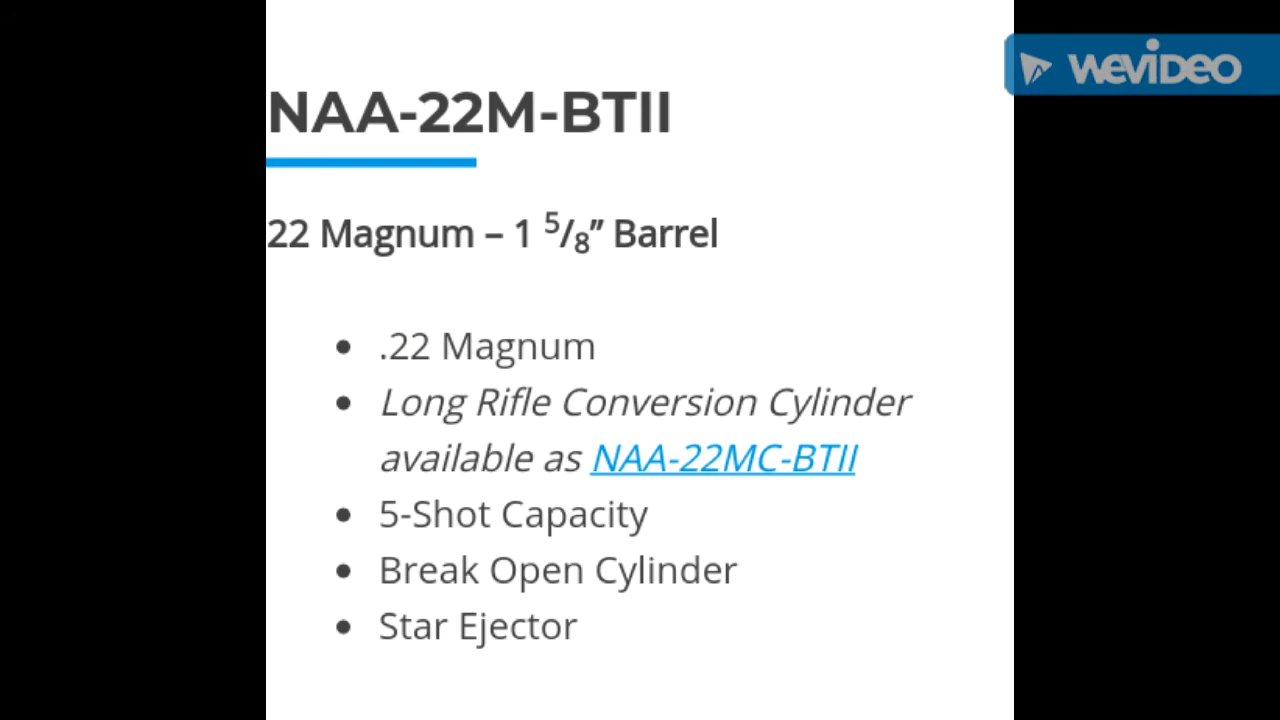 WEVIDEO
NAA-22M-BTII
22 Magnum – 1 5/8” Barrel
• .22 Magnum
• Long Rifle Conversion Cylinder
available as NAA-22MC-BTII
• 5-Shot Capacity
• Break Open Cylinder
• Star Ejector